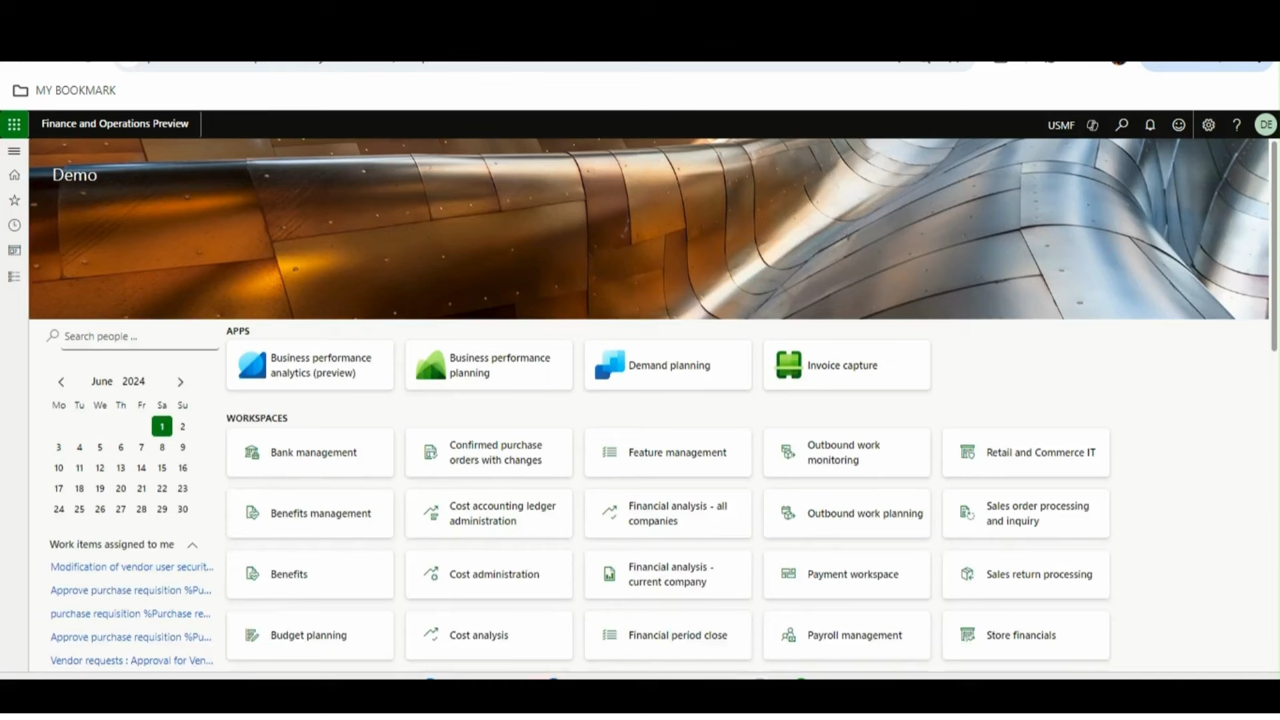 MY BOOKMARK
Finance and Operations Preview
USMF
DE
Demo
Search people ...
June 2024
Mo Tu We Th Fr Sa Su
1 2
3 4 5 6 7 8 9
10 11 12 13 14 15 16
17 18 19 20 21 22 23
24 25 26 27 28 29 30
Work items assigned to me
Modification of vendor user securit...
Approve purchase requisition %Pu...
purchase requisition %Purchase re...
Approve purchase requisition %Pu...
Vendor requests : Approval for Ven...
APPS
Business performance
analytics (preview)
Business performance
planning
Demand planning
Invoice capture
WORKSPACES
Bank management
Confirmed purchase
orders with changes
Feature management
Outbound work
monitoring
Retail and Commerce IT
Benefits management
Cost accounting ledger
administration
Financial analysis - all
companies
Outbound work planning
Sales order processing
and inquiry
Benefits
Cost administration
Financial analysis -
current company
Payment workspace
Sales return processing
Budget planning
Cost analysis
Financial period close
Payroll management
Store financials